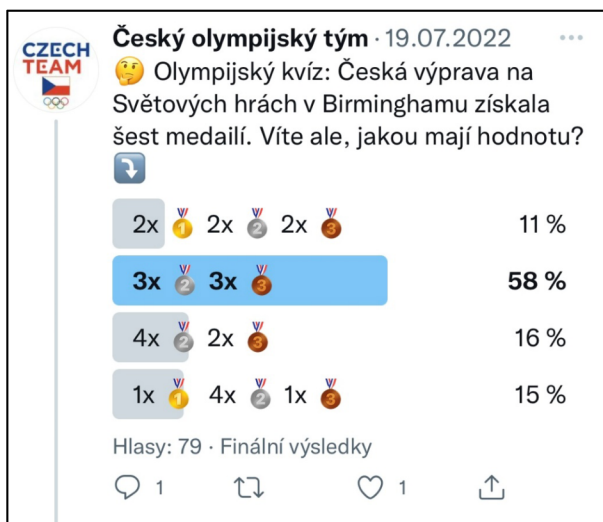 CZECH
TEAM
Český olympijský tým · 19.07.2022 ...
🤔 Olympijský kvíz: Česká výprava na
Světových hrách v Birminghamu získala
šest medailí. Víte ale, jakou mají hodnotu?
⤵️
2x 🥇 2x 🥈 2x 🥉 11 %
3x 🥈 3x 🥉 58 %
4x 🥈 2x 🥉 16 %
1x 🥇 4x 🥈 1x 🥉 15 %
Hlasy: 79 · Finální výsledky
1 1